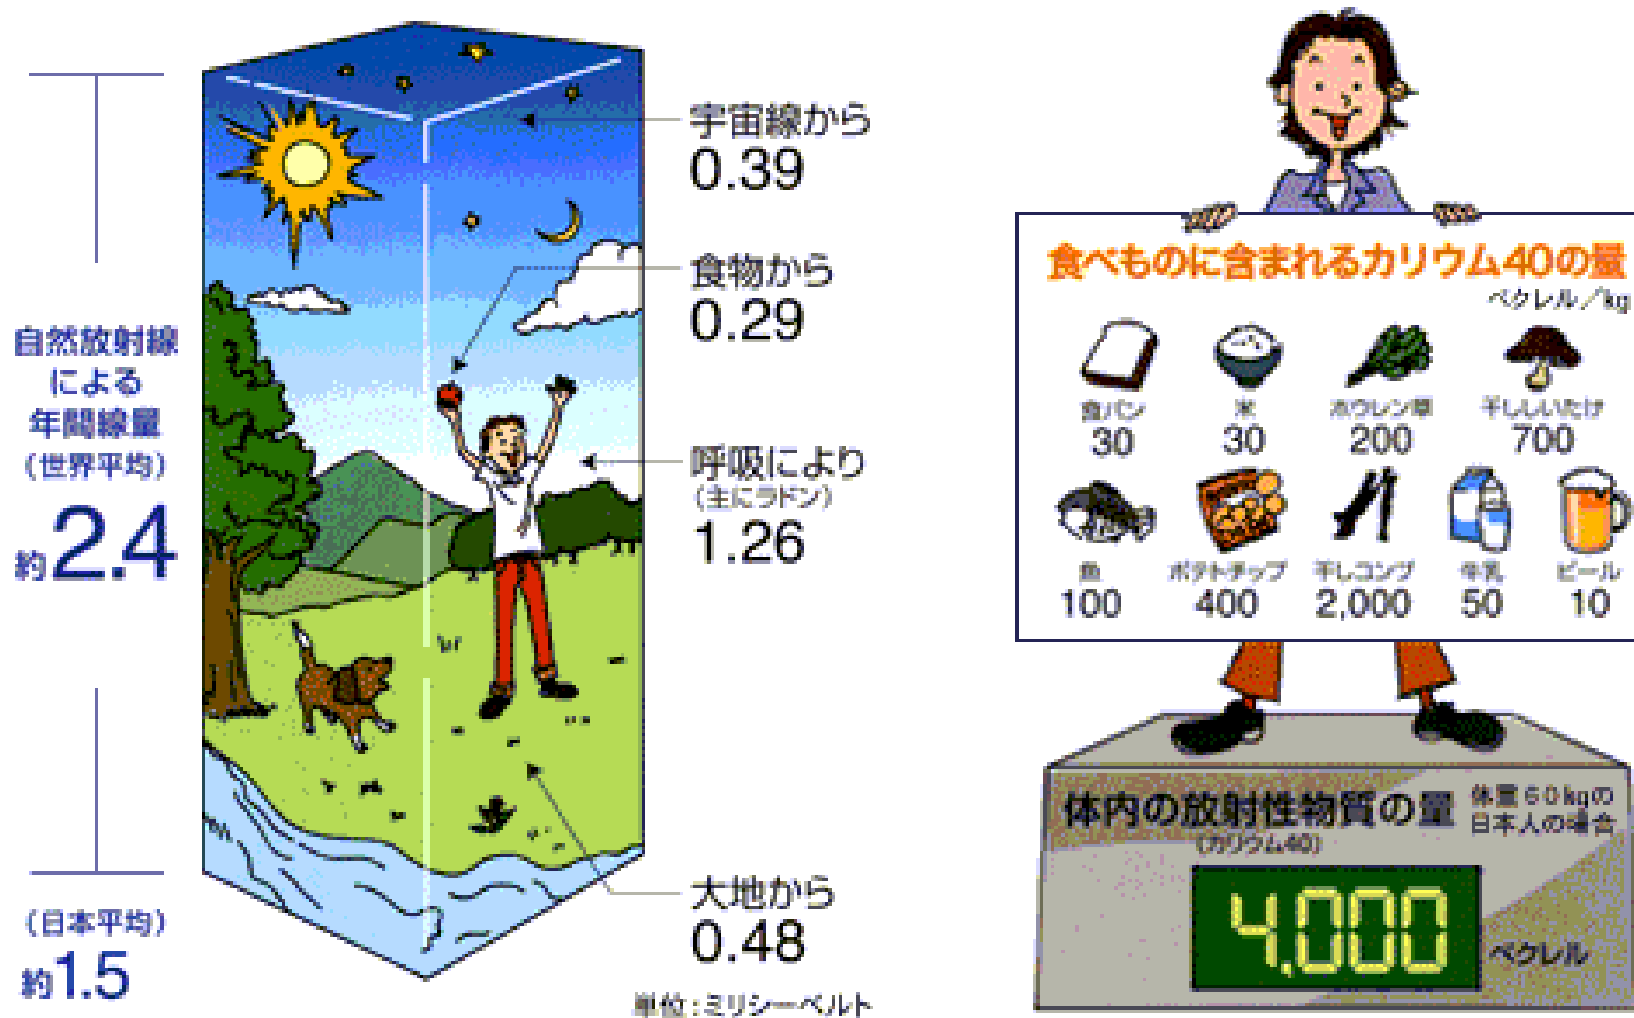 自然放射線
による
年間線量
(世界平均)
約2.4
(日本平均)
約1.5
宇宙線から
0.39
食物から
0.29
呼吸により
(主にラドン)
1.26
大地から
0.48
単位:ミリシーベルト
食べものに含まれるカリウム40の量
ベクレル/kg
食パン
30
米
30
ホウレン草
200
干ししいたけ
700
魚
100
ポテトチップ
400
干しコンブ
2,000
牛乳
50
ビール
10
体内の放射性物質の量
(カリウム40)
体重60kgの
日本人の場合
4,000
ベクレル